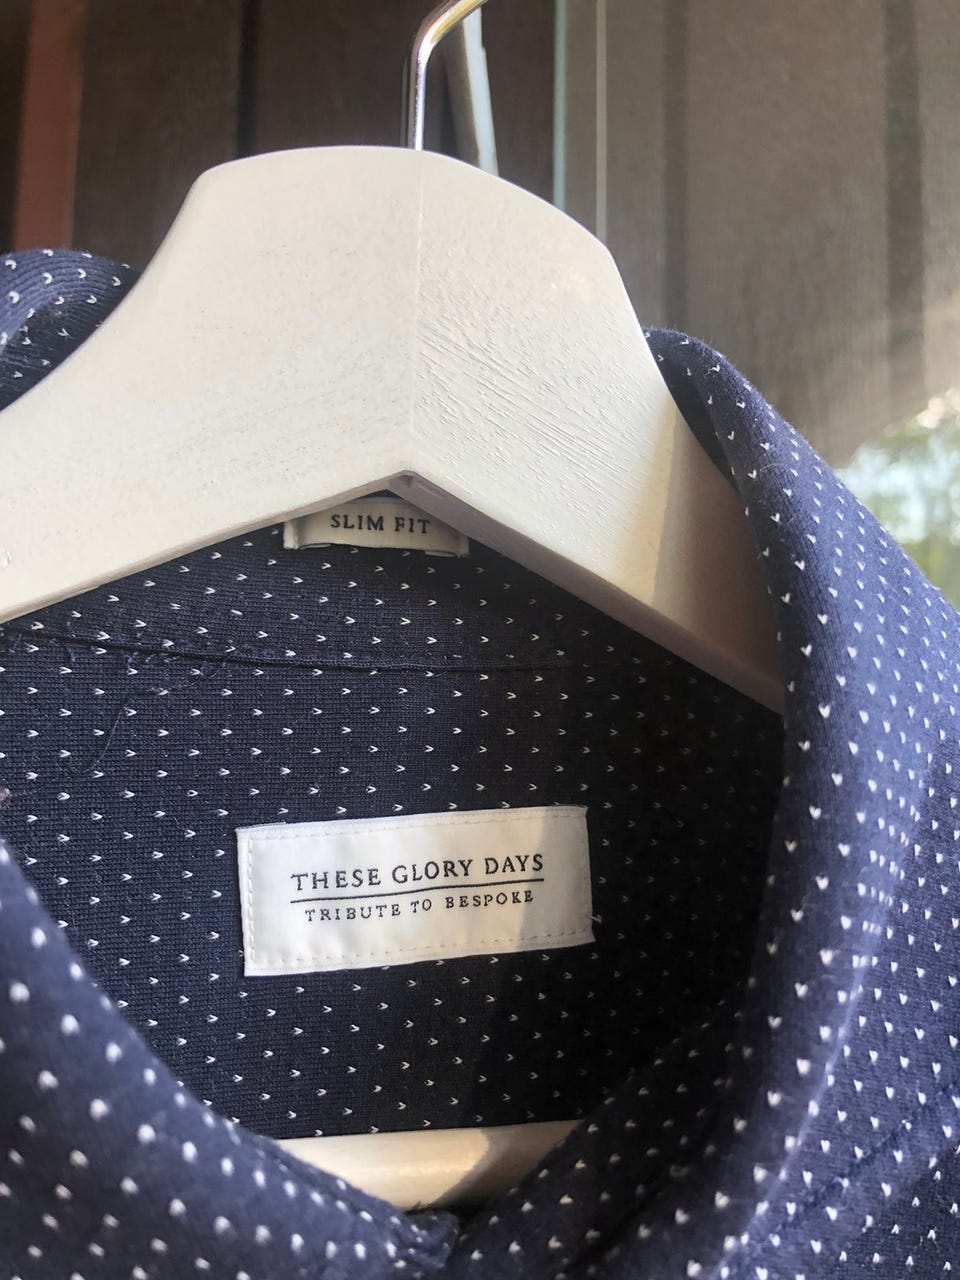 SLIM FIT
THESE GLORY DAYS
TRIBUTE TO BESPOKE